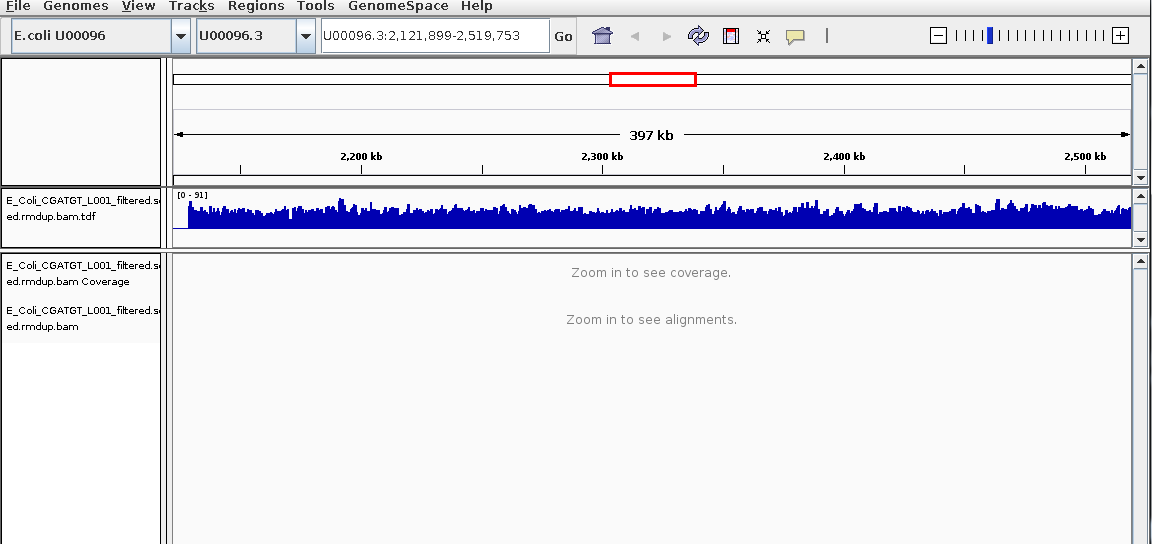 File Genomes View Tracks Regions Tools GenomeSpace Help
E.coli U00096 U00096.3 U00096.3:2,121,899-2,519,753 Go
397 kb
2,200 kb 2,300 kb 2,400 kb 2,500 kb
[0 - 91]
E_Coli_CGATGT_L001_filtered.s
ed.rmdup.bam.tdf
E_Coli_CGATGT_L001_filtered.s
ed.rmdup.bam Coverage
Zoom in to see coverage.
E_Coli_CGATGT_L001_filtered.s
ed.rmdup.bam
Zoom in to see alignments.